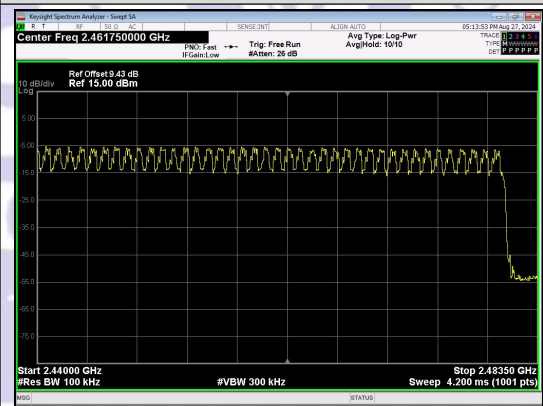 Keysight Spectrum Analyzer - Swept SA
R T RF 50 Ω AC SENSE:INT ALIGN AUTO 05:13:53 PM Aug 27, 2024
Center Freq 2.461750000 GHz
PNO: Fast
IFGain:Low
Trig: Free Run
#Atten: 26 dB
Avg Type: Log-Pwr
Avg|Hold: 10/10
TRACE 1 2 3 4 5 6
TYPE M
DET P P P P P P
Ref Offset 9.43 dB
10 dB/div Ref 15.00 dBm
Log
5.00
-5.00
-15.0
-25.0
-35.0
-45.0
-55.0
-65.0
-75.0
Start 2.44000 GHz Stop 2.48350 GHz
#Res BW 100 kHz #VBW 300 kHz Sweep 4.200 ms (1001 pts)
MSG STATUS